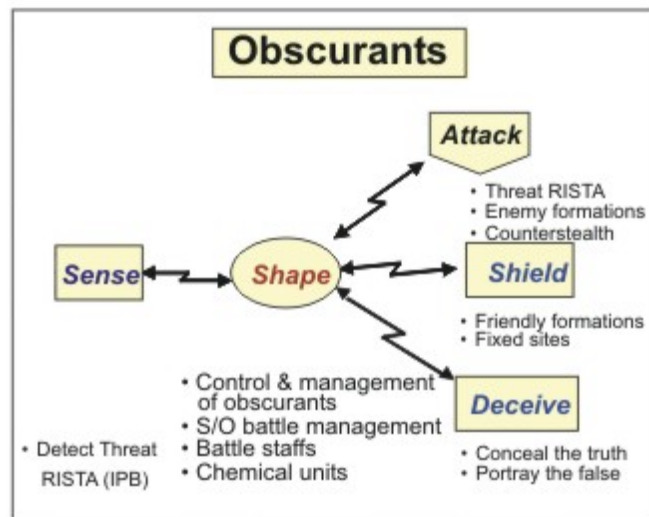 Obscurants
Attack
• Threat RISTA
• Enemy formations
• Counterstealth
Sense
Shape
Shield
• Friendly formations
• Fixed sites
• Control & management
of obscurants
• S/O battle management
• Battle staffs
• Chemical units
Deceive
• Conceal the truth
• Portray the false
• Detect Threat
RISTA (IPB)